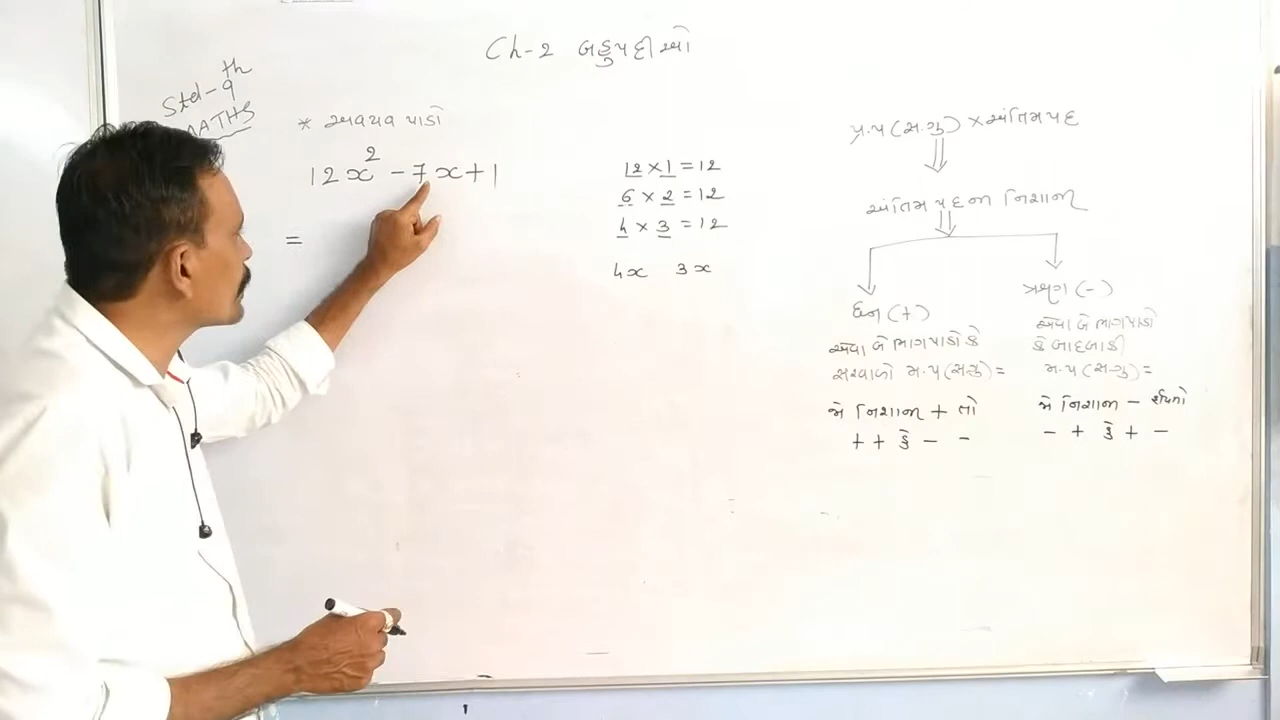 Ch-2 બહુપદીઓ
Std-9th
MATHS
* અવયવ પાડો
12x² - 7x + 1
=
12 × 1 = 12
6 × 2 = 12
4 × 3 = 12
4x 3x
પ્ર.પ (સ.ગુ) × અંતિમ પદ
અંતિમ પદના નિશાની
ધન (+)
એવા બે ભાગ પાડો કે
સરવાળો મ.પ (સ.ગુ) =
જો નિશાની + તો
+ + કે - -
ઋણ (-)
એવા બે ભાગ પાડો
કે બાદબાકી
મ.પ (સ.ગુ) =
જો નિશાની -
- + કે + -